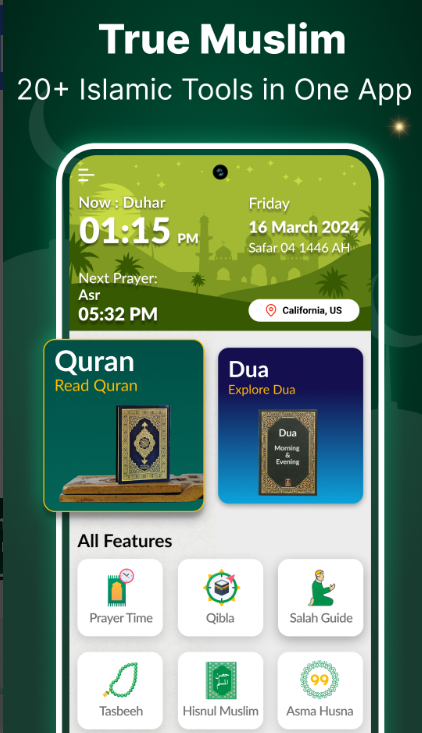 True Muslim
20+ Islamic Tools in One App
Now : Duhar
01:15 PM
Friday
16 March 2024
Safar 04 1446 AH
Next Prayer:
Asr
05:32 PM
California, US
Quran
Read Quran
Dua
Explore Dua
Dua
Morning
&
Evening
All Features
Prayer Time
Qibla
Salah Guide
حصن
المسلم
99
Tasbeeh
Hisnul Muslim
Asma Husna